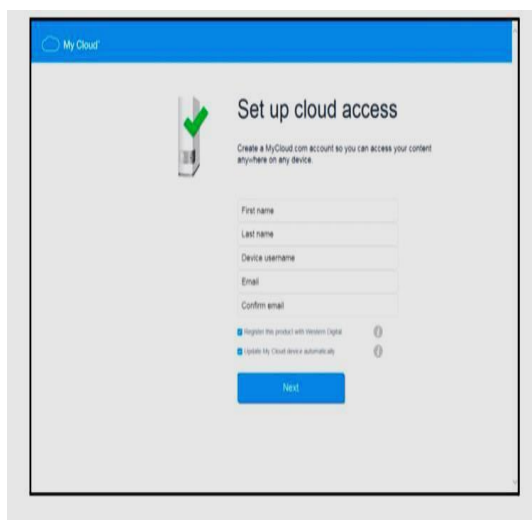 My Cloud
Set up cloud access
Create a MyCloud.com account so you can access your content
anywhere on any device.
First name
Last name
Device username
Email
Confirm email
Register this product with Western Digital
Update My Cloud device automatically
Next